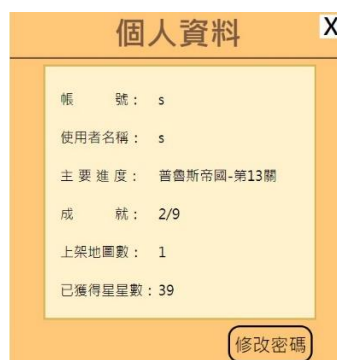 個人資料 X
帳 號： s
使用者名稱： s
主 要 進 度： 普魯斯帝國-第13關
成 就： 2/9
上架地圖數： 1
已獲得星星數：39
修改密碼